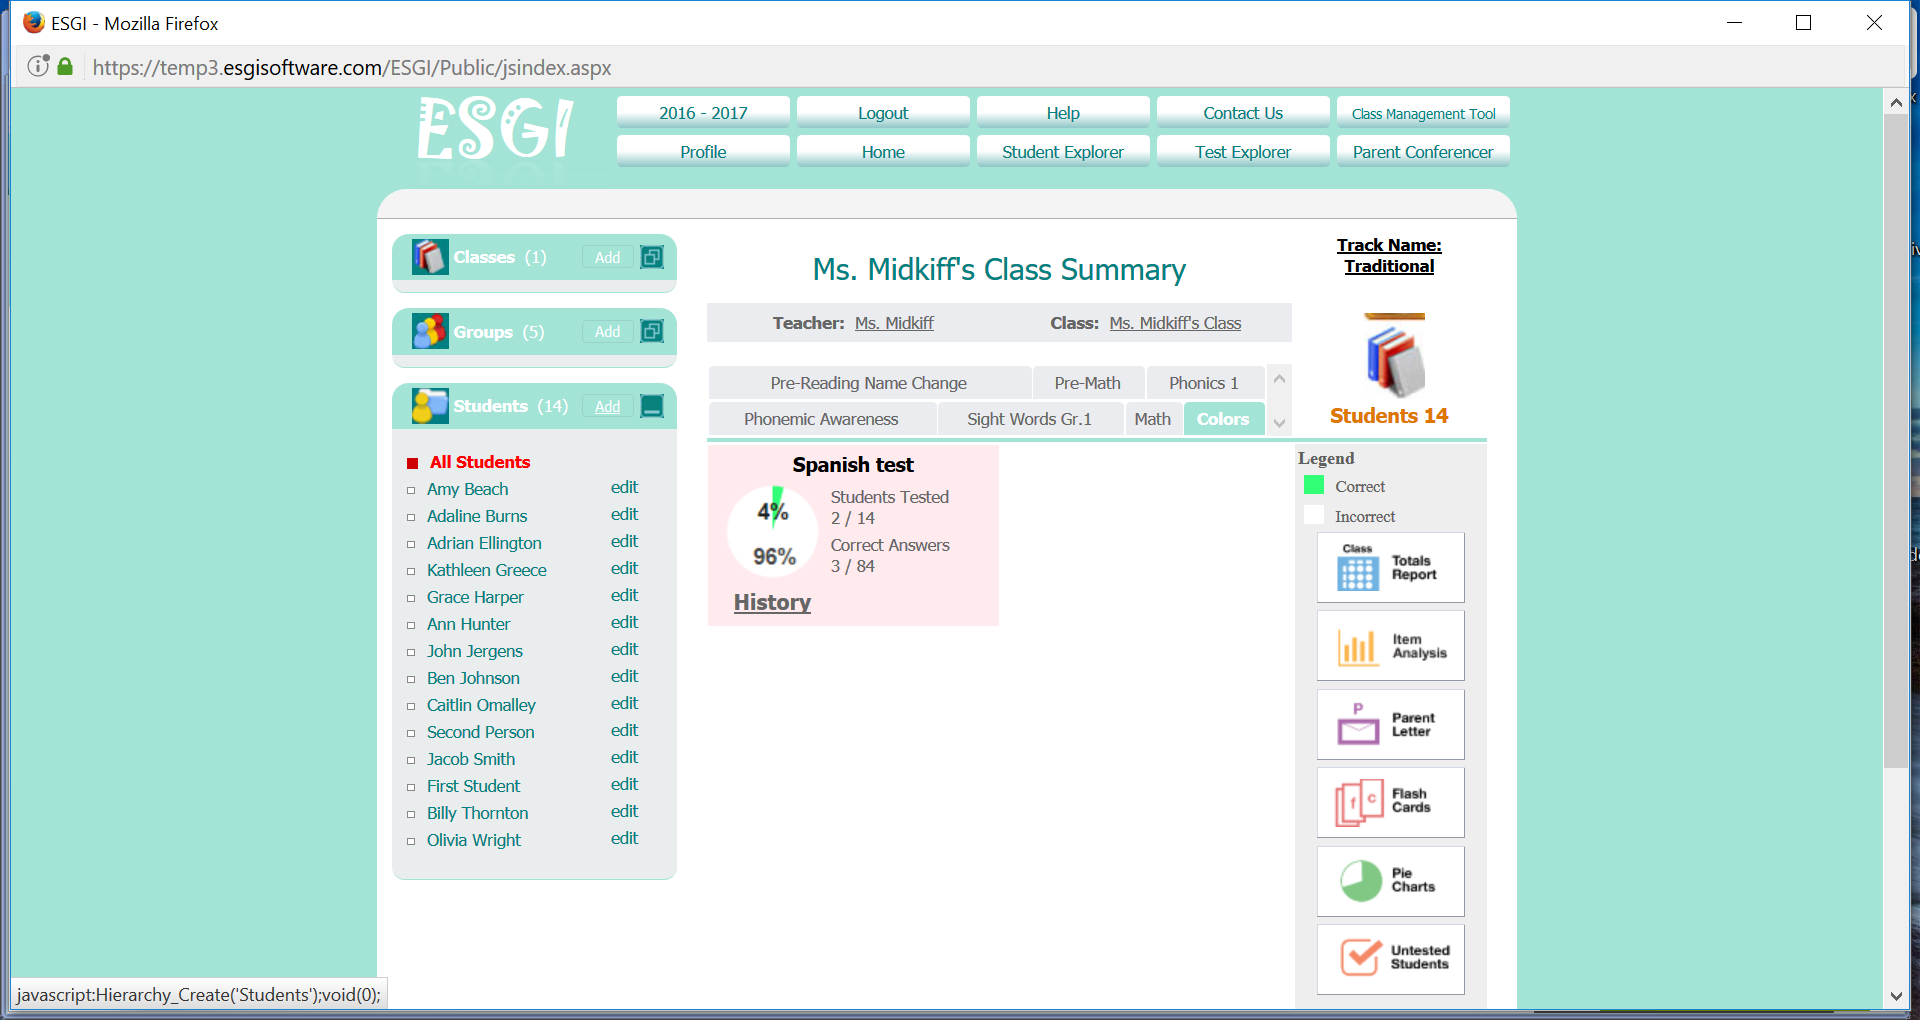 ESGI - Mozilla Firefox
https://temp3.esgisoftware.com/ESGI/Public/jsindex.aspx
ESGI
2016 - 2017 Logout Help Contact Us Class Management Tool
Profile Home Student Explorer Test Explorer Parent Conferencer
Classes (1) Add
Groups (5) Add
Students (14) Add
All Students
Amy Beach edit
Adaline Burns edit
Adrian Ellington edit
Kathleen Greece edit
Grace Harper edit
Ann Hunter edit
John Jergens edit
Ben Johnson edit
Caitlin Omalley edit
Second Person edit
Jacob Smith edit
First Student edit
Billy Thornton edit
Olivia Wright edit
Ms. Midkiff's Class Summary
Teacher: Ms. Midkiff Class: Ms. Midkiff's Class
Pre-Reading Name Change Pre-Math Phonics 1
Phonemic Awareness Sight Words Gr.1 Math Colors
Spanish test
4%
96%
Students Tested
2 / 14
Correct Answers
3 / 84
History
Track Name:
Traditional
Students 14
Legend
Correct
Incorrect
Class
Totals
Report
Item
Analysis
P
Parent
Letter
f c
Flash
Cards
Pie
Charts
Untested
Students
javascript:Hierarchy_Create('Students');void(0);